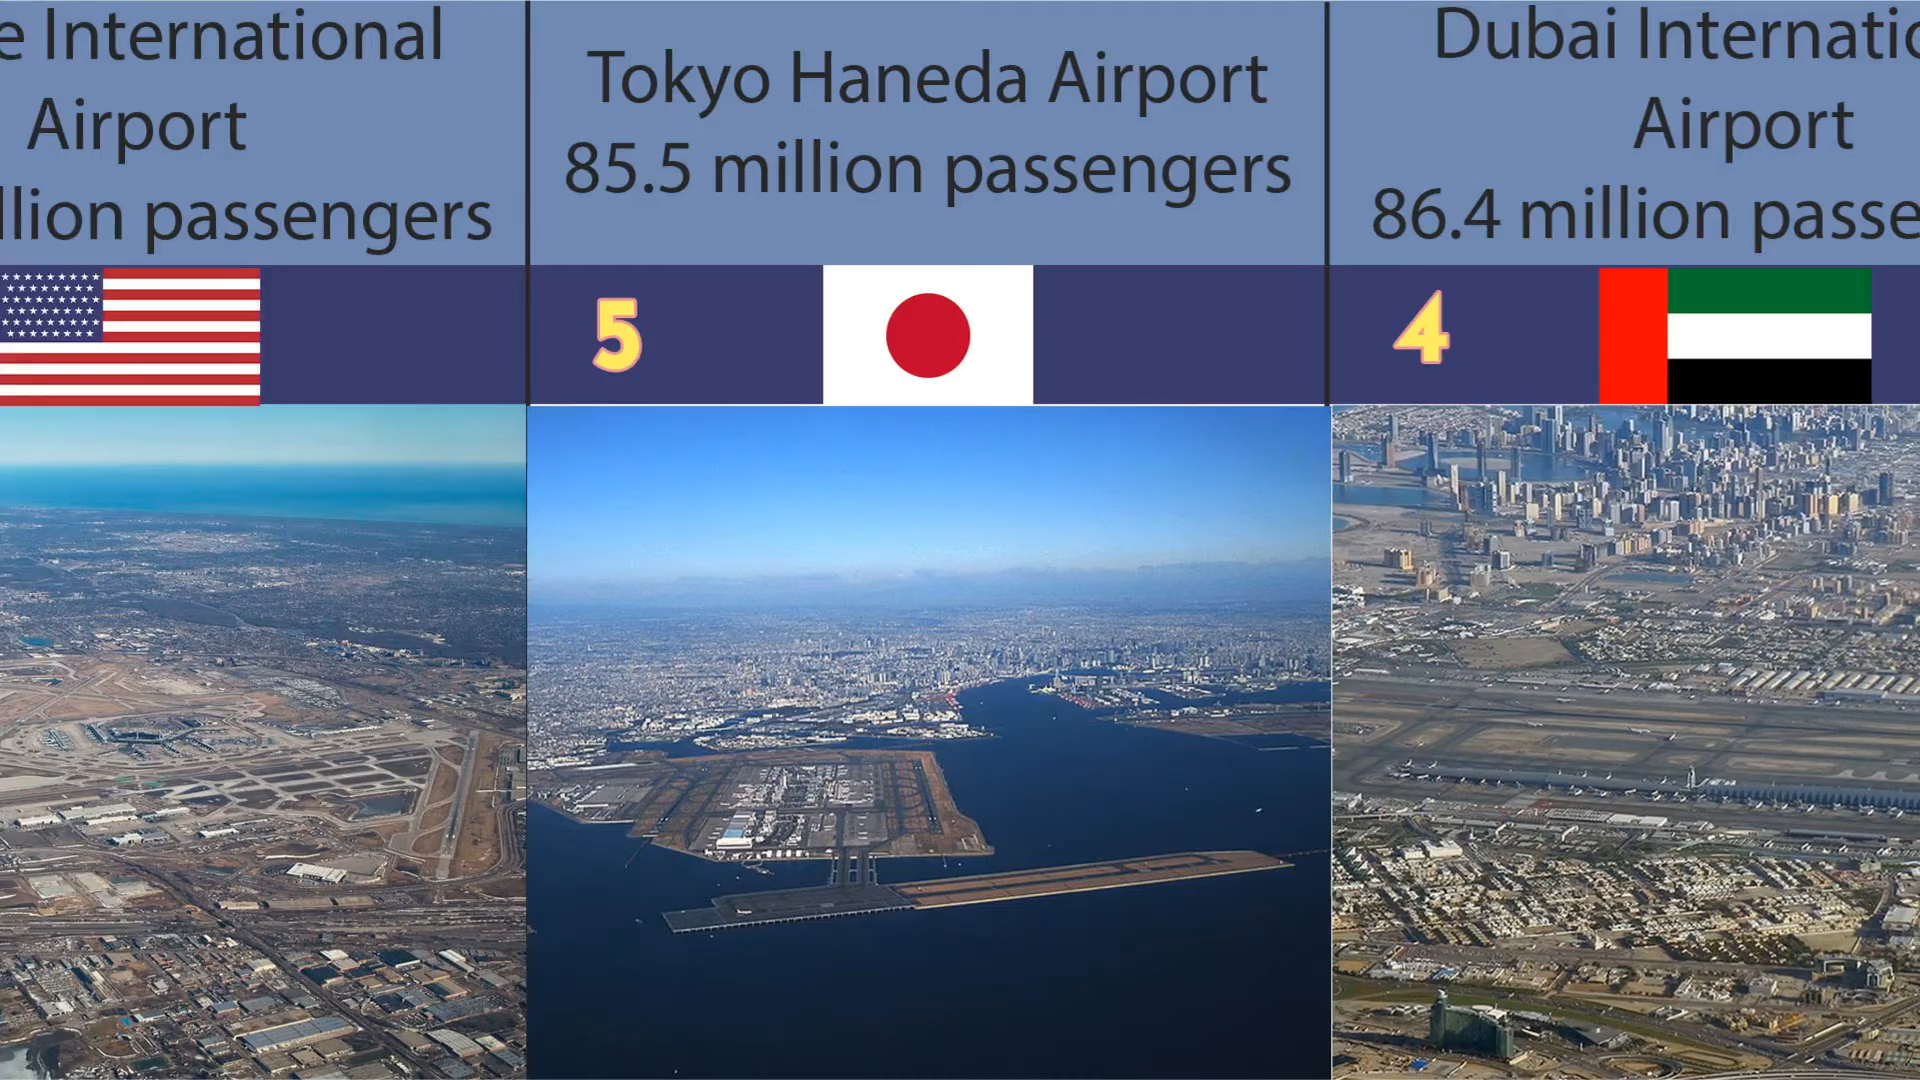 e International
Airport
llion passengers
Tokyo Haneda Airport
85.5 million passengers
5
Dubai Internatio
Airport
86.4 million passe
4